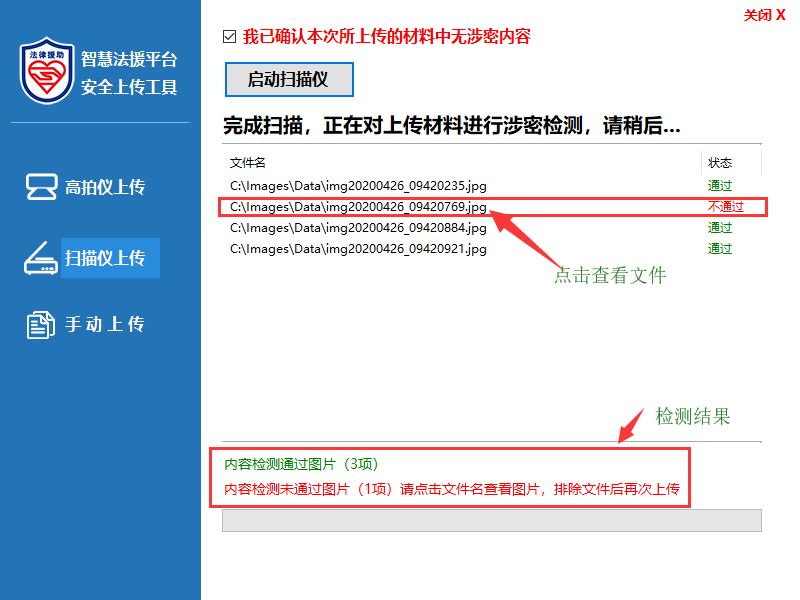 关闭 X
法律援助
智慧法援平台
安全上传工具
高拍仪上传
扫描仪上传
手动上传
我已确认本次所上传的材料中无涉密内容
启动扫描仪
完成扫描，正在对上传材料进行涉密检测，请稍后...
文件名 状态
C:\Images\Data\img20200426_09420235.jpg 通过
C:\Images\Data\img20200426_09420769.jpg 不通过
C:\Images\Data\img20200426_09420884.jpg 通过
C:\Images\Data\img20200426_09420921.jpg 通过
点击查看文件
检测结果
内容检测通过图片（3项）
内容检测未通过图片（1项）请点击文件名查看图片，排除文件后再次上传